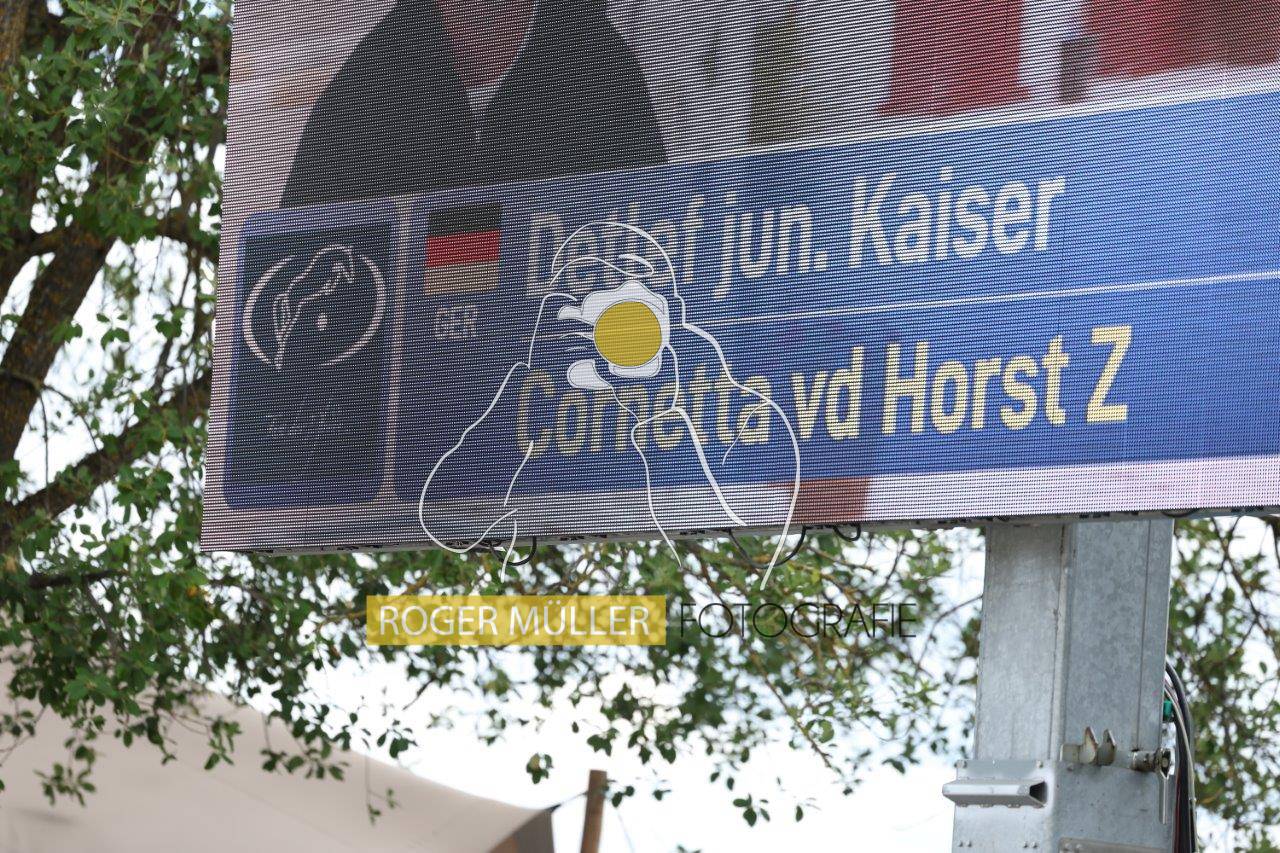 Detlef jun. Kaiser
GER
Cornetta vd Horst Z
ROGER MÜLLER FOTOGRAFIE